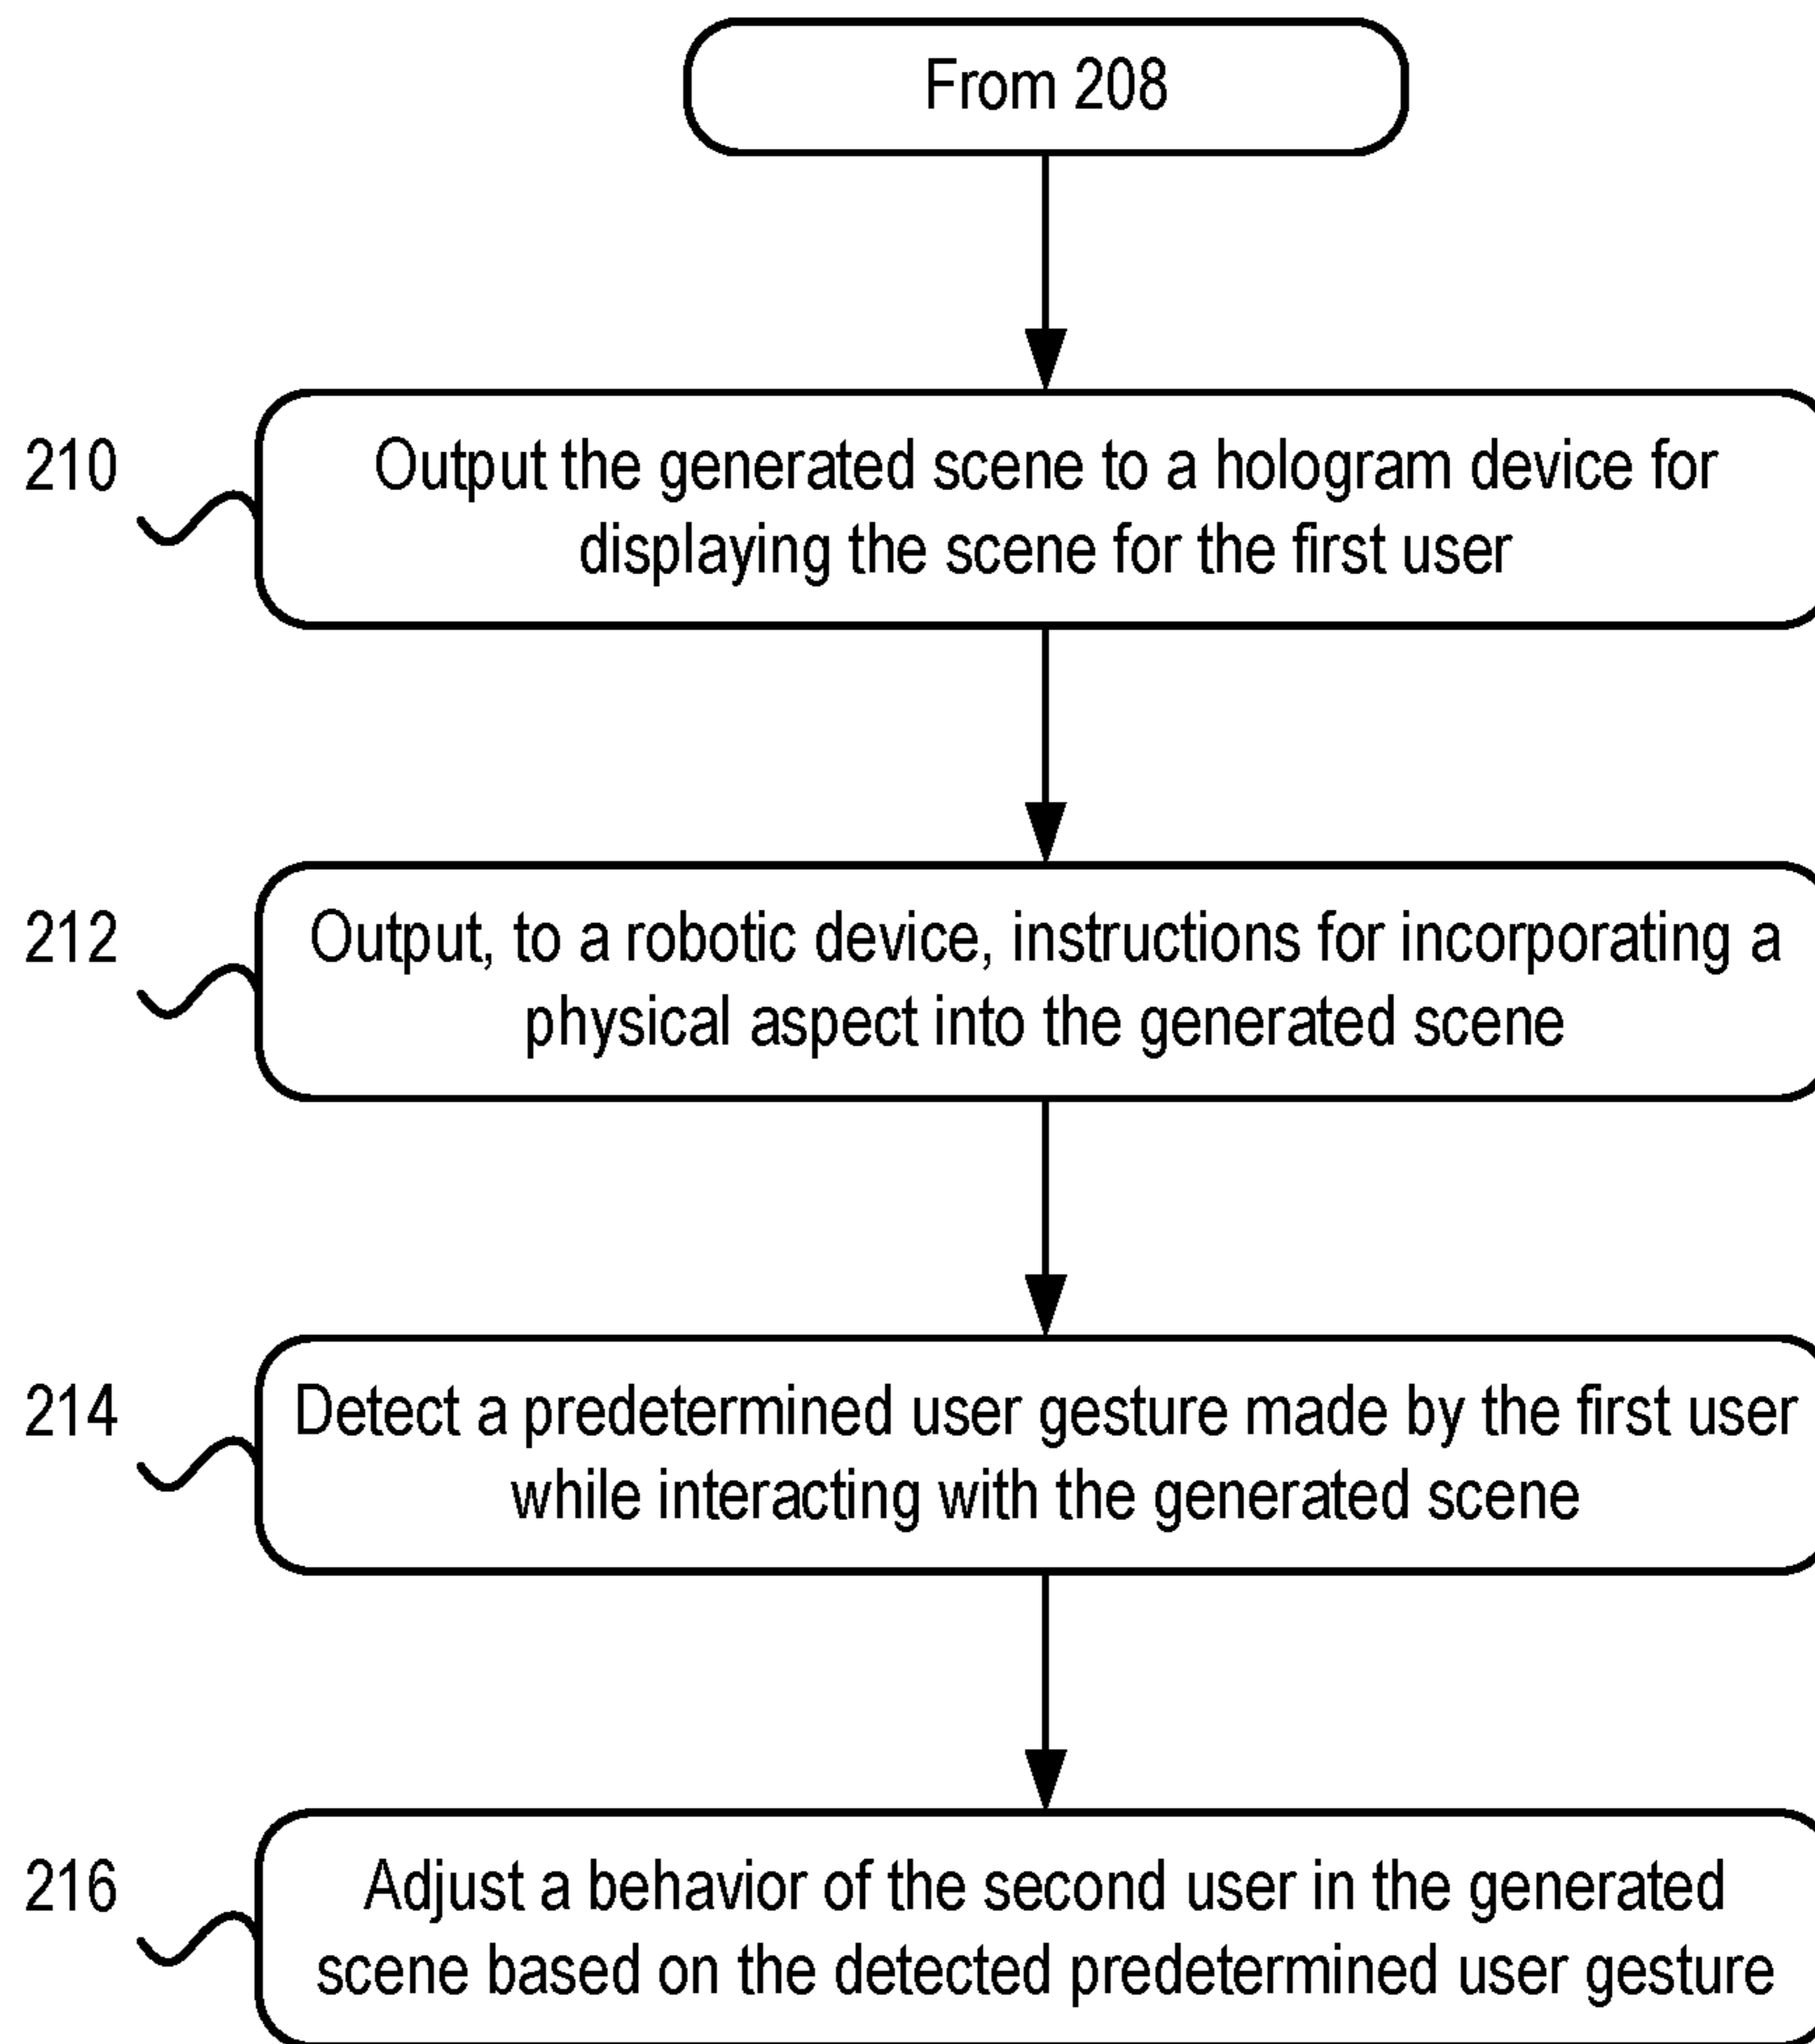 From 208
210
Output the generated scene to a hologram device for
displaying the scene for the first user
212
Output, to a robotic device, instructions for incorporating a
physical aspect into the generated scene
214
Detect a predetermined user gesture made by the first user
while interacting with the generated scene
216
Adjust a behavior of the second user in the generated
scene based on the detected predetermined user gesture